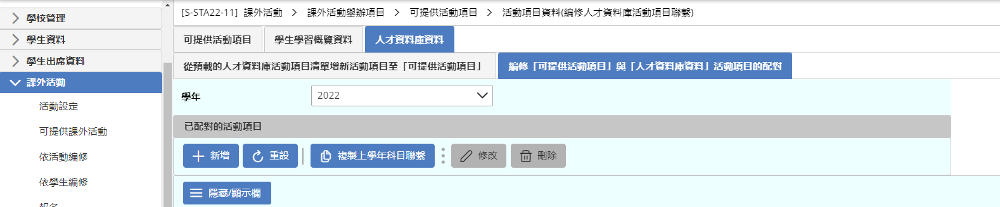 學校管理
學生資料
學生出席資料
課外活動
活動設定
可提供課外活動
依活動編修
依學生編修
[S-STA22-11] 課外活動 > 課外活動舉辦項目 > 可提供活動項目 > 活動項目資料(編修人才資料庫活動項目聯繫)
可提供活動項目 學生學習概覽資料 人才資料庫資料
從預載的人才資料庫活動項目清單增新活動項目至「可提供活動項目」 編修「可提供活動項目」與「人才資料庫資料」活動項目的配對
學年 2022
已配對的活動項目
新增 重設 複製上學年科目聯繫 修改 刪除
隱藏/顯示欄